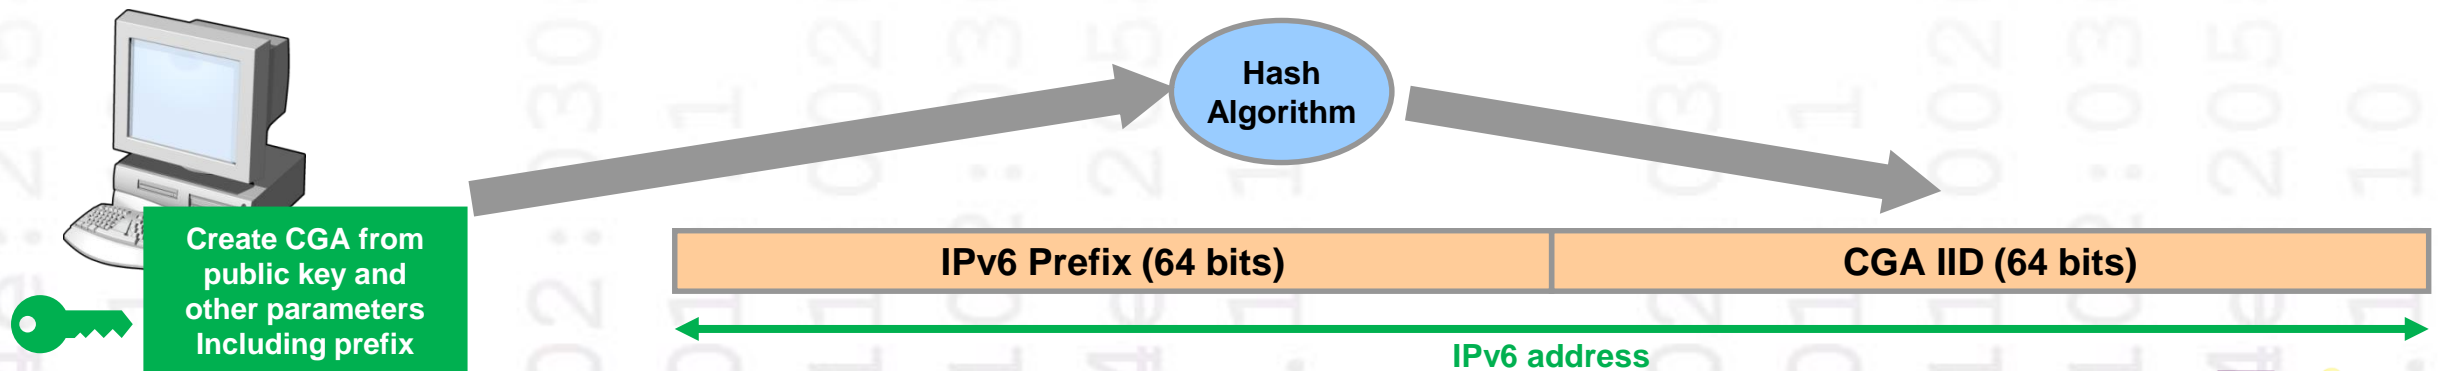 Hash
Algorithm
Create CGA from
public key and
other parameters
Including prefix
IPv6 Prefix (64 bits)
CGA IID (64 bits)
IPv6 address